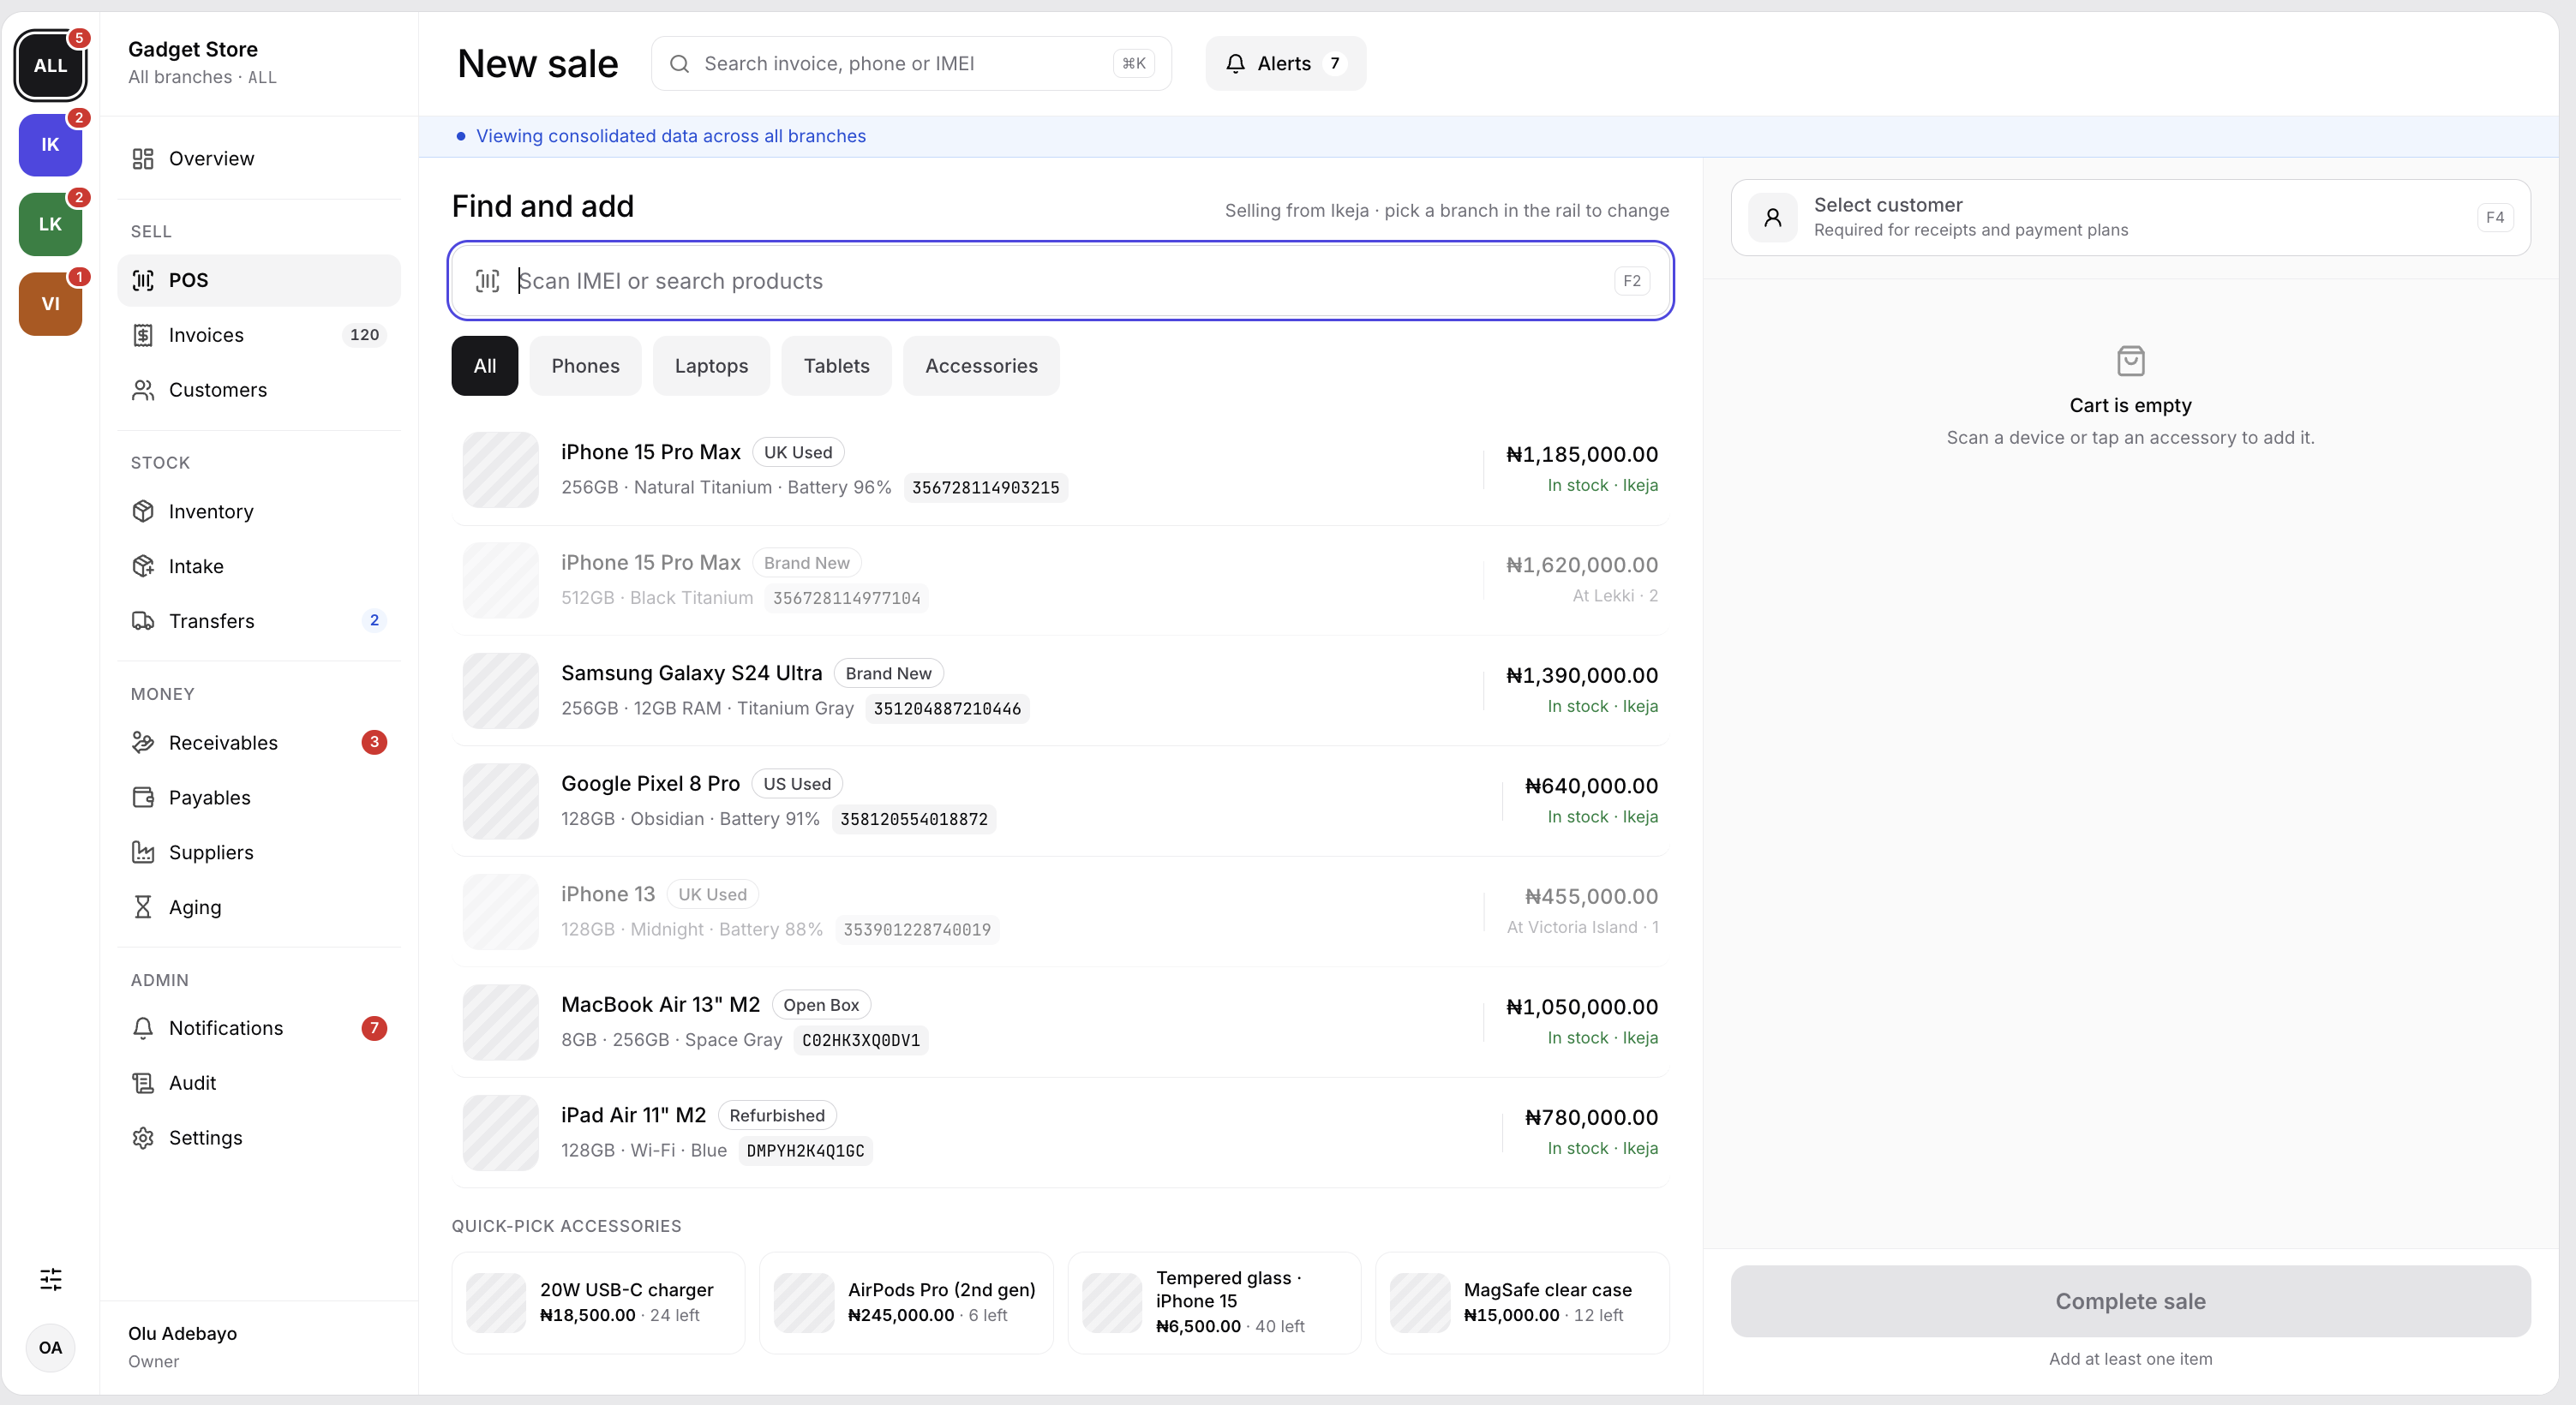 ALL
5
IK
2
LK
2
VI
1
OA
Gadget Store
All branches · ALL
Overview
SELL
POS
Invoices 120
Customers
STOCK
Inventory
Intake
Transfers 2
MONEY
Receivables 3
Payables
Suppliers
Aging
ADMIN
Notifications 7
Audit
Settings
Olu Adebayo
Owner
New sale
Search invoice, phone or IMEI ⌘K
Alerts 7
Viewing consolidated data across all branches
Find and add
Selling from Ikeja · pick a branch in the rail to change
Scan IMEI or search products F2
All Phones Laptops Tablets Accessories
iPhone 15 Pro Max UK Used
256GB · Natural Titanium · Battery 96% 356728114903215
₦1,185,000.00
In stock · Ikeja
iPhone 15 Pro Max Brand New
512GB · Black Titanium 356728114977104
₦1,620,000.00
At Lekki · 2
Samsung Galaxy S24 Ultra Brand New
256GB · 12GB RAM · Titanium Gray 351204887210446
₦1,390,000.00
In stock · Ikeja
Google Pixel 8 Pro US Used
128GB · Obsidian · Battery 91% 358120554018872
₦640,000.00
In stock · Ikeja
iPhone 13 UK Used
128GB · Midnight · Battery 88% 353901228740019
₦455,000.00
At Victoria Island · 1
MacBook Air 13" M2 Open Box
8GB · 256GB · Space Gray C02HK3XQ0DV1
₦1,050,000.00
In stock · Ikeja
iPad Air 11" M2 Refurbished
128GB · Wi-Fi · Blue DMPYH2K4Q1GC
₦780,000.00
In stock · Ikeja
QUICK-PICK ACCESSORIES
20W USB-C charger
₦18,500.00 · 24 left
AirPods Pro (2nd gen)
₦245,000.00 · 6 left
Tempered glass ·
iPhone 15
₦6,500.00 · 40 left
MagSafe clear case
₦15,000.00 · 12 left
Select customer
Required for receipts and payment plans
F4
Cart is empty
Scan a device or tap an accessory to add it.
Complete sale
Add at least one item